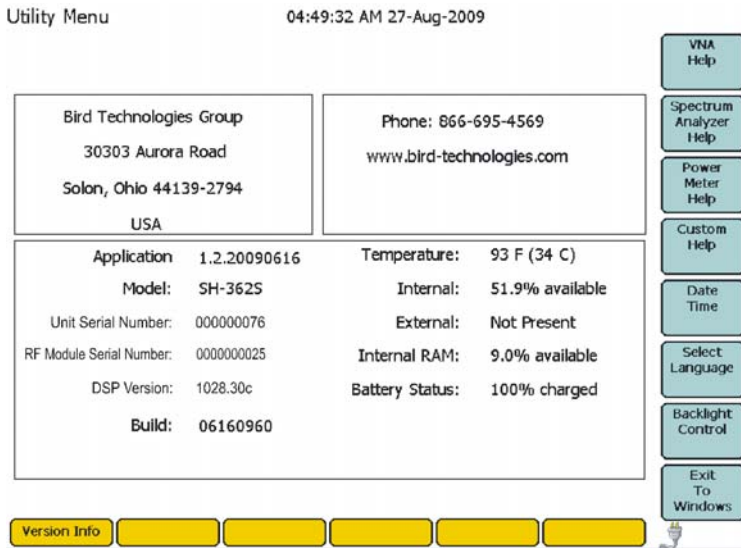 Utility Menu
04:49:32 AM 27-Aug-2009
Bird Technologies Group
30303 Aurora Road
Solon, Ohio 44139-2794
USA
Phone: 866-695-4569
www.bird-technologies.com
Application 1.2.20090616
Model: SH-362S
Unit Serial Number: 000000076
RF Module Serial Number: 0000000025
DSP Version: 1028.30c
Build: 06160960
Temperature: 93 F (34 C)
Internal: 51.9% available
External: Not Present
Internal RAM: 9.0% available
Battery Status: 100% charged
VNA
Help
Spectrum
Analyzer
Help
Power
Meter
Help
Custom
Help
Date
Time
Select
Language
Backlight
Control
Exit
To
Windows
Version Info